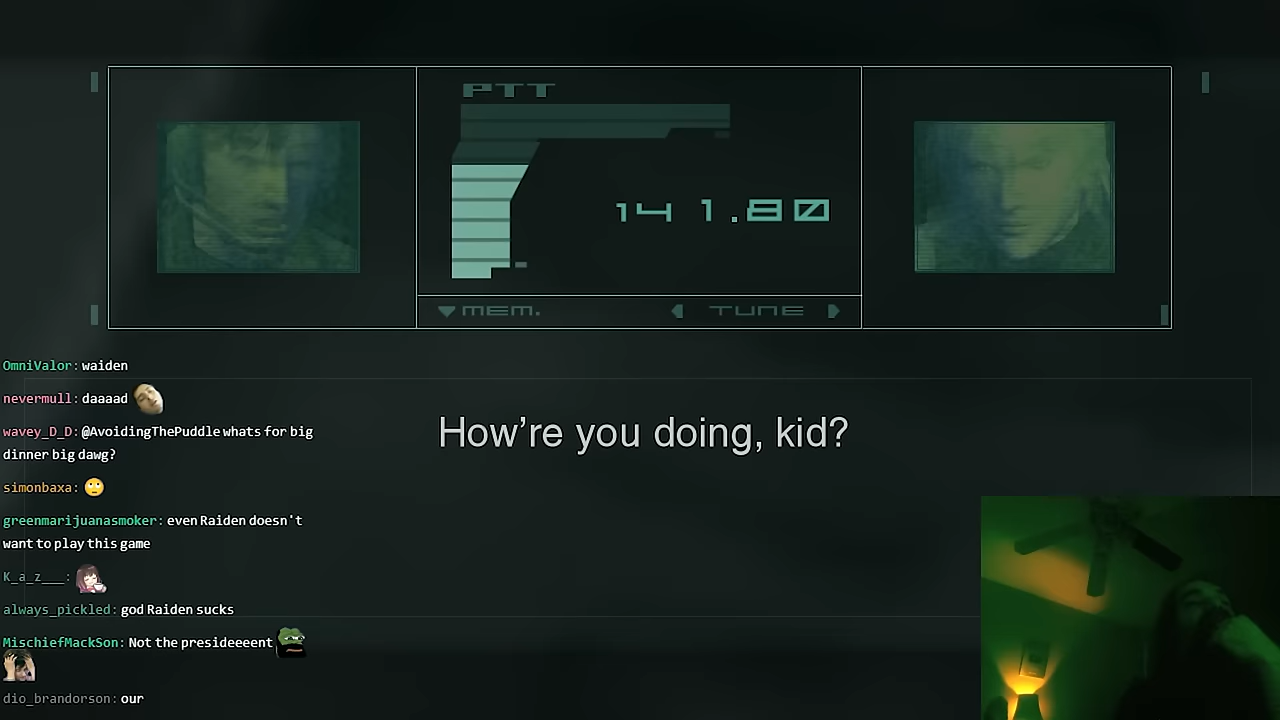 PTT
141.80
MEM.
TUNE
OmniValor: waiden
nevermull: daaaad
How're you doing, kid?
wavey_D_D: @AvoidingThePuddle whats for big
dinner big dawg?
simonbaxa:
greenmarijuanasmoker: even Raiden doesn't
want to play this game
K_a_z___:
always_pickled: god Raiden sucks
MischiefMackSon: Not the presideeeent
dio_brandorson: our